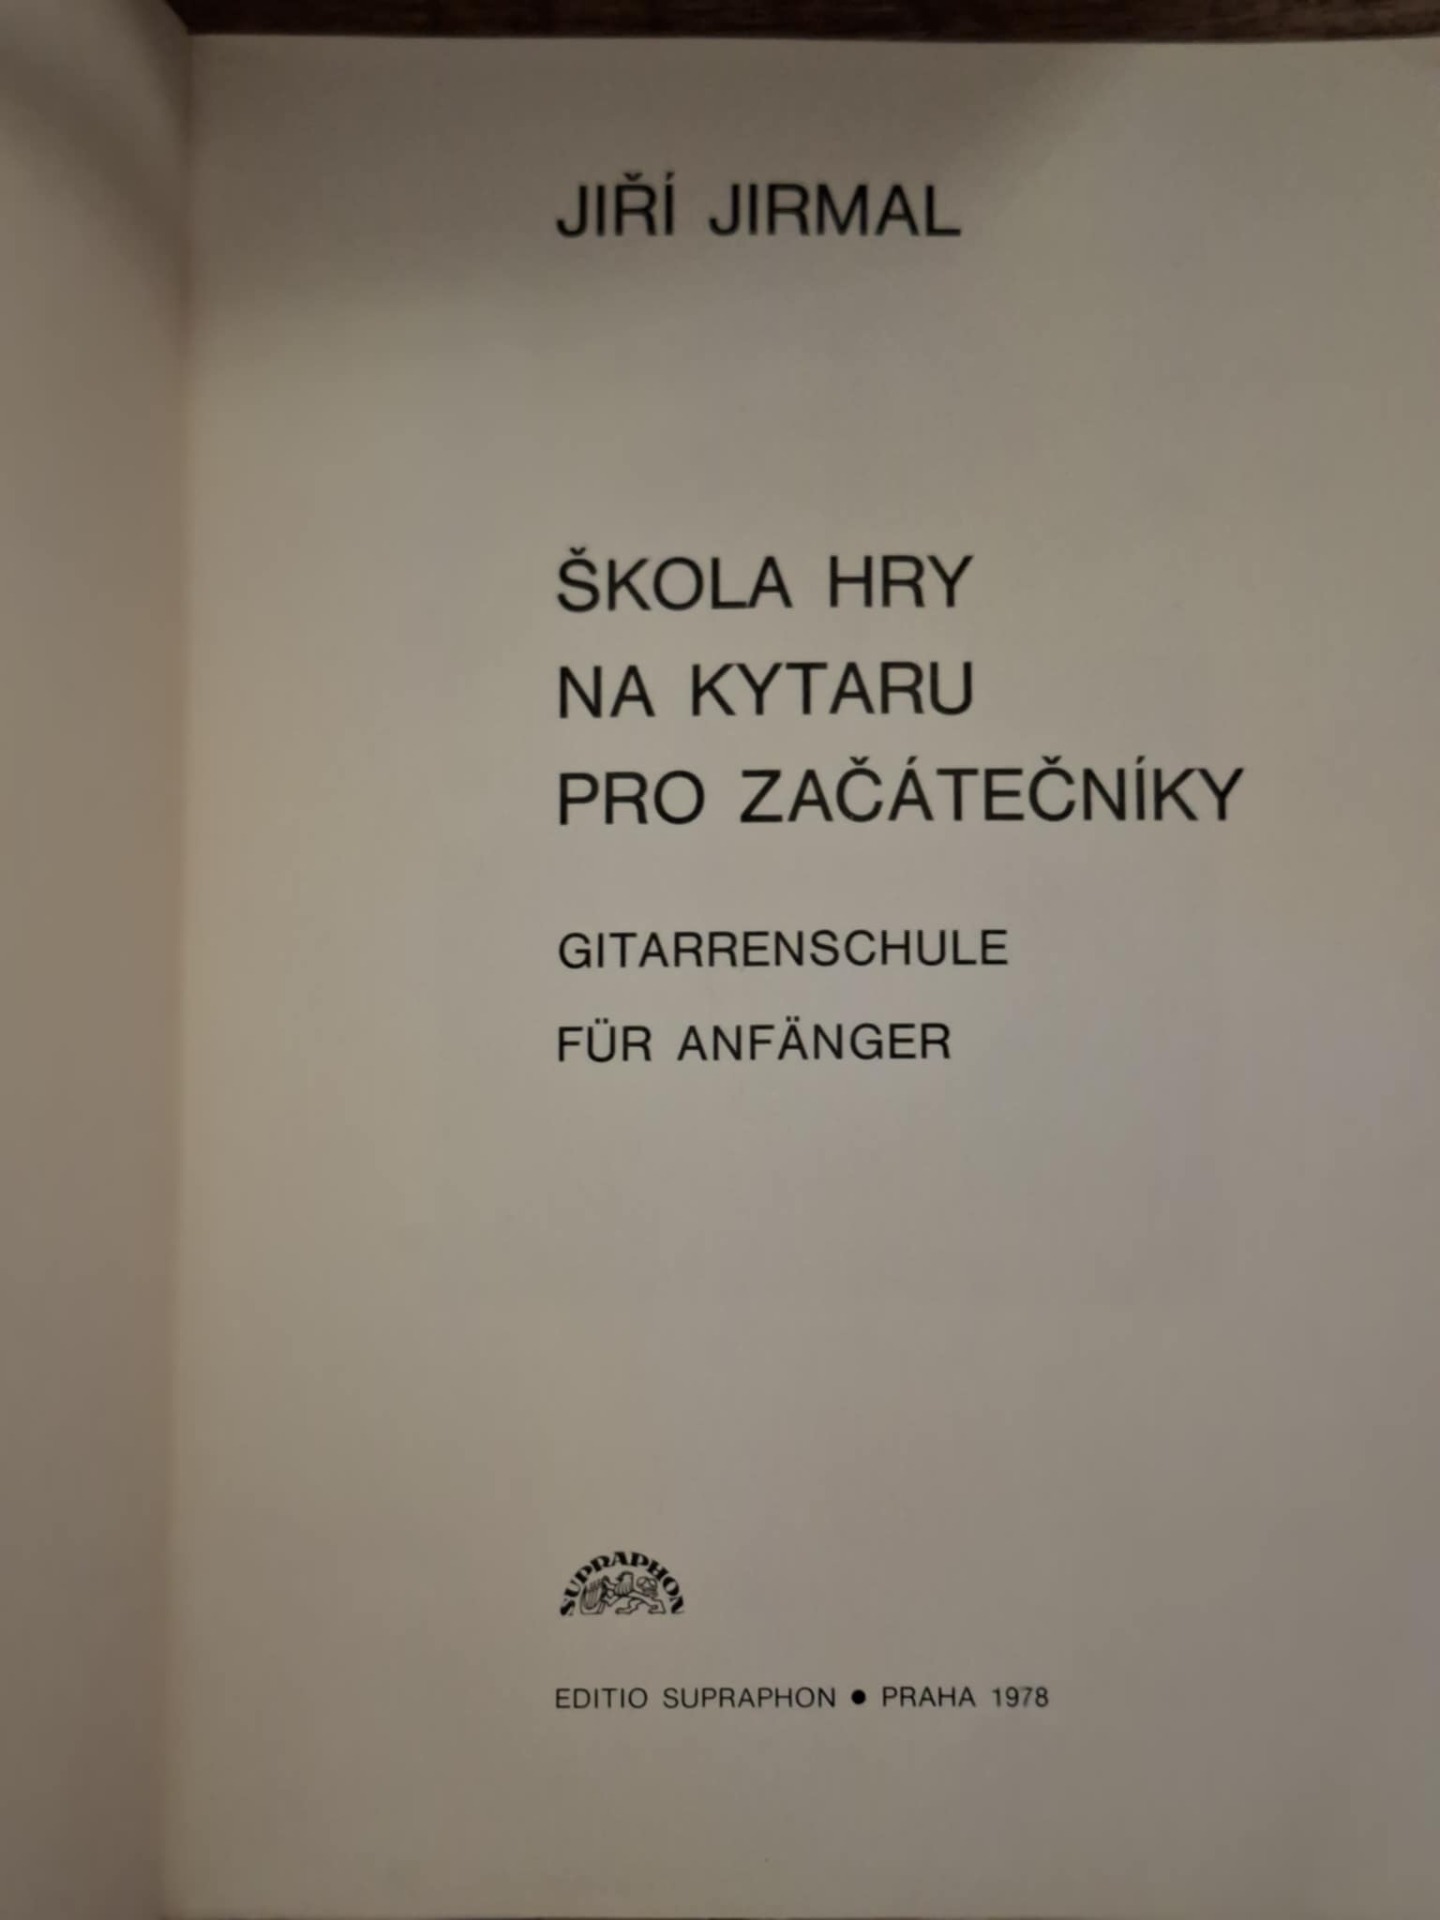 JIŘÍ JIRMAL
ŠKOLA HRY
NA KYTARU
PRO ZAČÁTEČNÍKY
GITARRENSCHULE
FÜR ANFÄNGER
SUPRAPHON
EDITIO SUPRAPHON ● PRAHA 1978